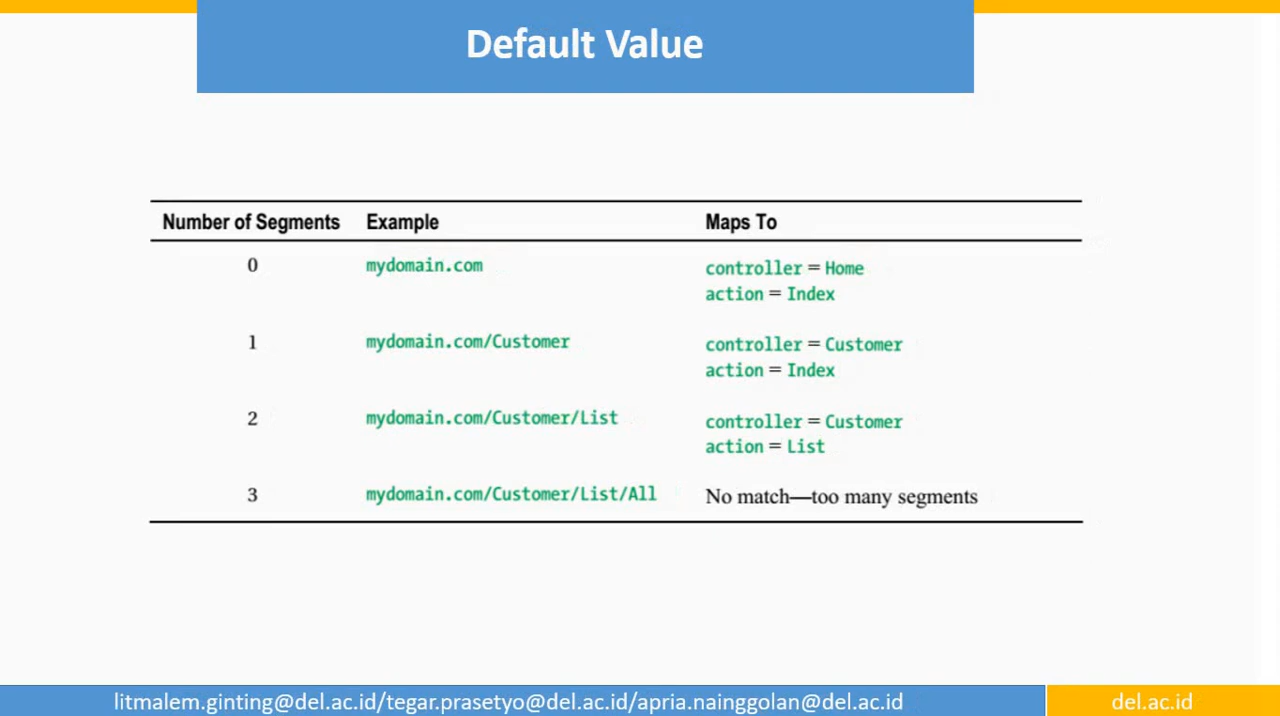 Default Value
Number of Segments Example Maps To
0 mydomain.com controller = Home
action = Index
1 mydomain.com/Customer controller = Customer
action = Index
2 mydomain.com/Customer/List controller = Customer
action = List
3 mydomain.com/Customer/List/All No match—too many segments
litmalem.ginting@del.ac.id/tegar.prasetyo@del.ac.id/apria.nainggolan@del.ac.id del.ac.id